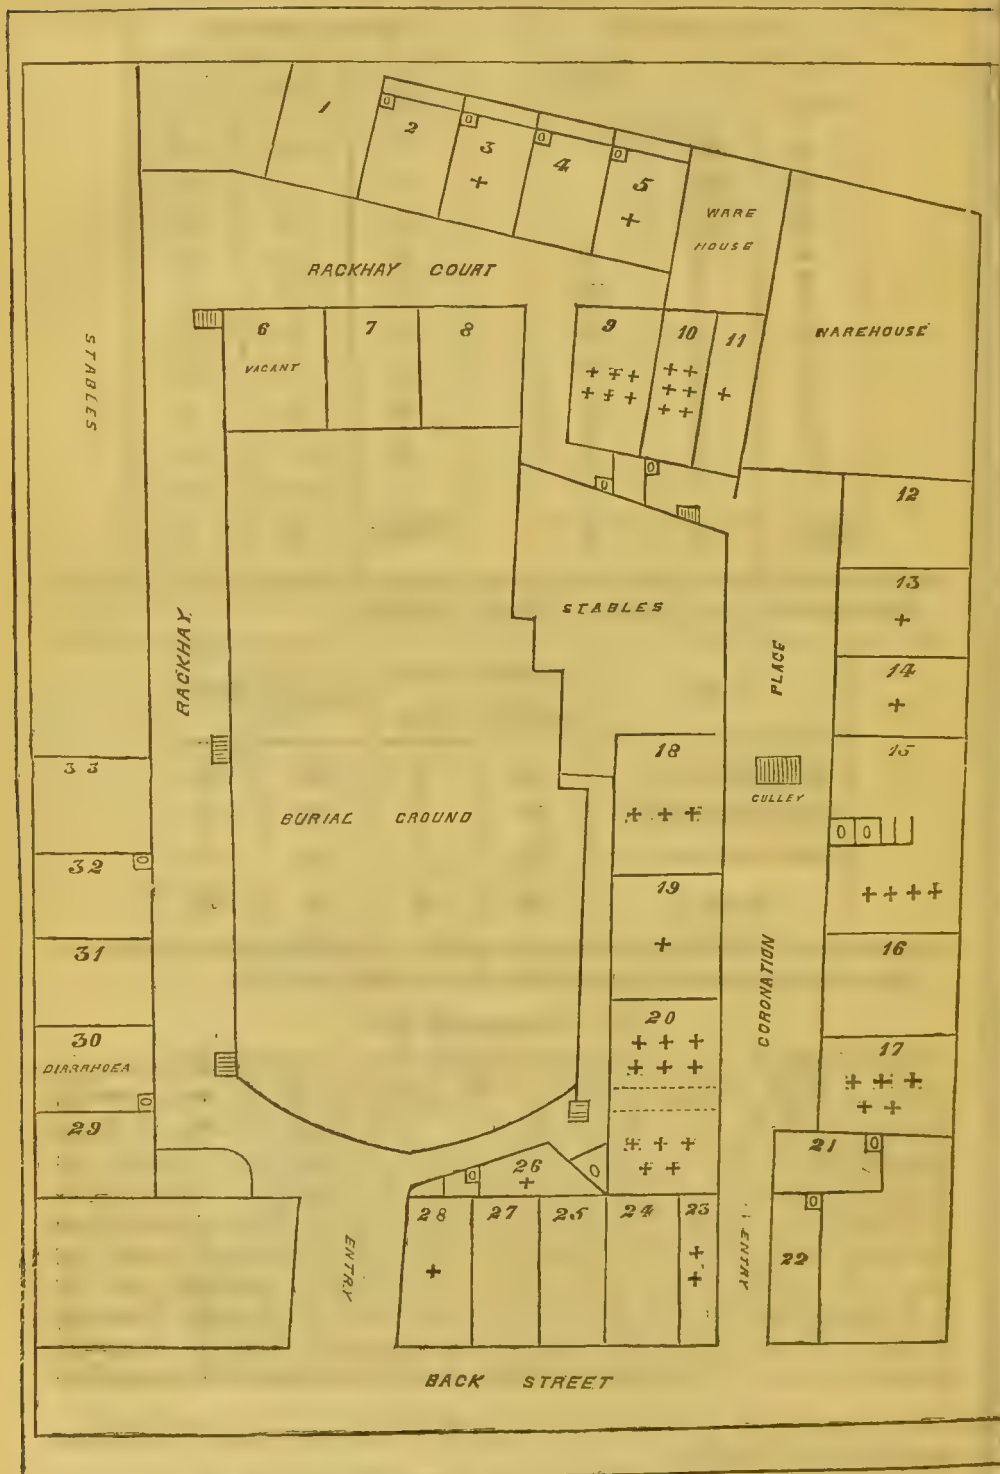 1
2
3
+
4
5
+
WARE
HOUSE
RACKHAY COURT
STABLES
6
VACANT
7
8
9
+ + +
+ + +
10
+ +
+ +
+ +
11
+
WAREHOUSE
12
13
+
14
+
15
+ + + +
16
17
+ + +
+ +
STABLES
RACKHAY.
BURIAL GROUND
18
+ + +
19
+
20
+ + +
+ + +
+ + +
+ +
CORONATION PLACE
GULLEY
33
32
31
30
DIARRHOEA
29
21
22
23
+
+
24
25
26
+
27
28
+
ENTRY
ENTRY
BACK STREET